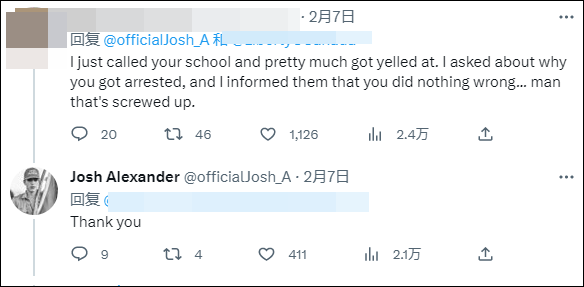 · 2月7日
回复 @officialJosh_A 和
I just called your school and pretty much got yelled at. I asked about why
you got arrested, and I informed them that you did nothing wrong... man
that's screwed up.
20 46 1,126 2.4万
Josh Alexander @officialJosh_A · 2月7日
回复 @
Thank you
9 4 411 2.1万